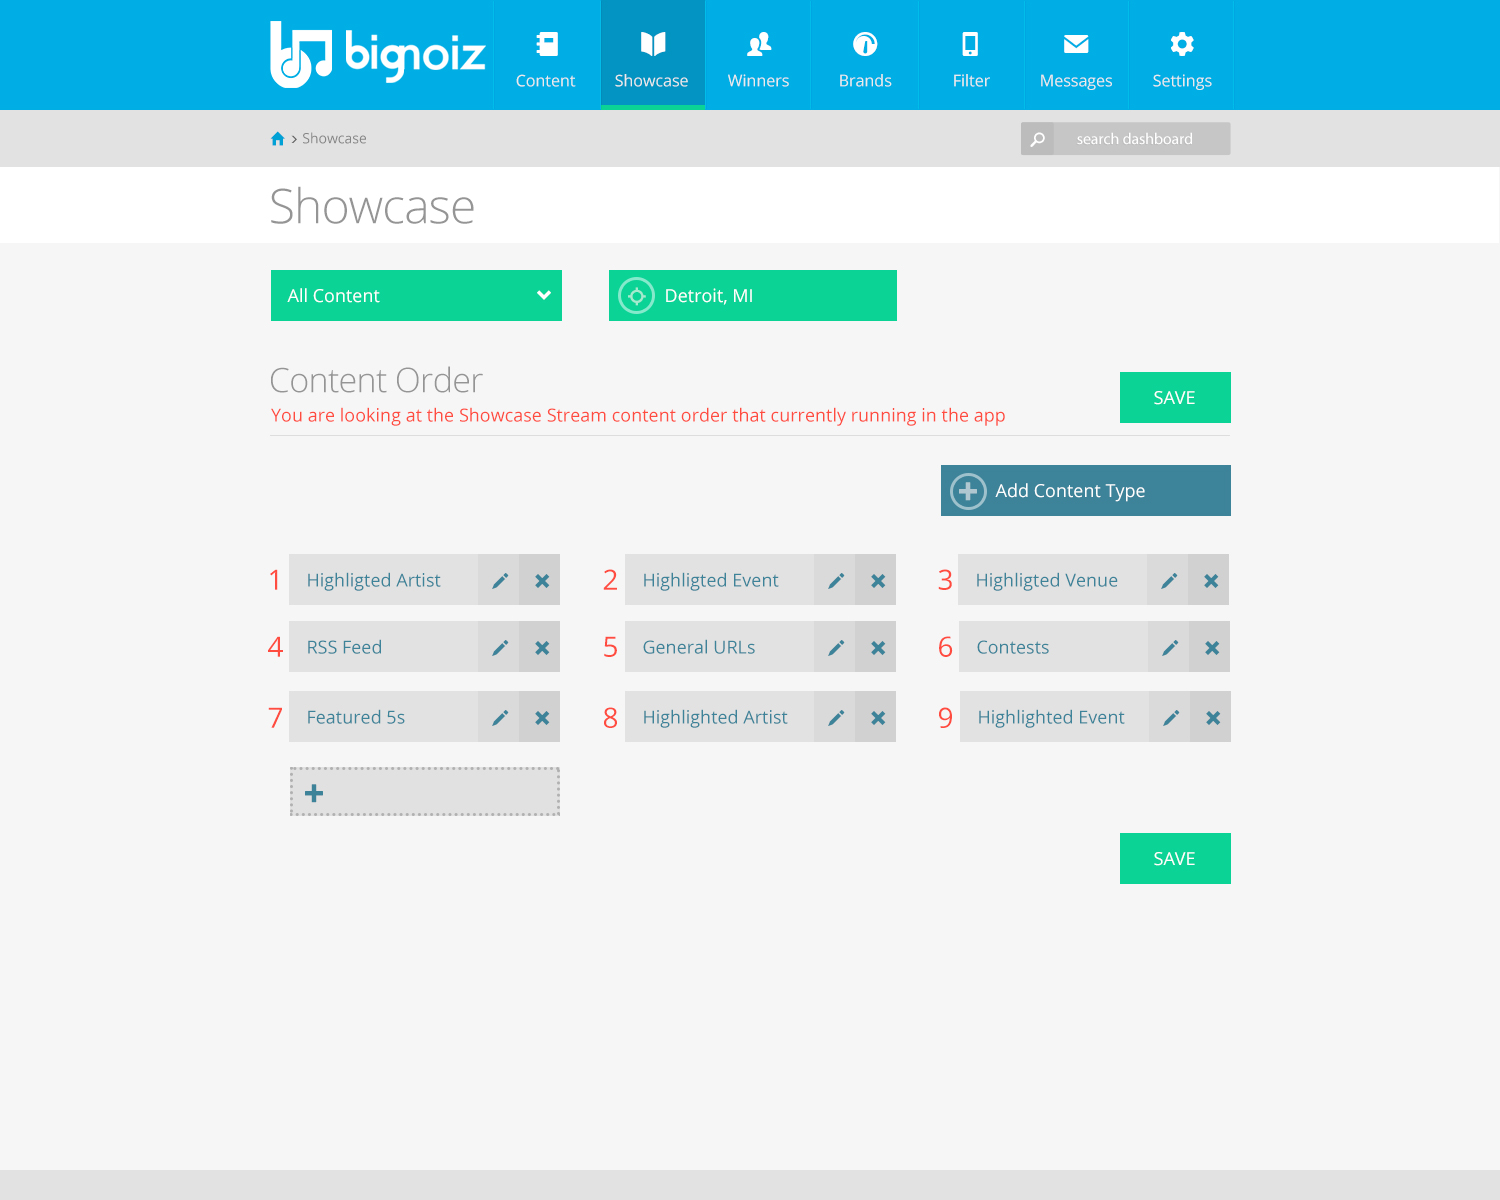 bignoiz
Content
Showcase
Winners
Brands
Filter
Messages
Settings
> Showcase
search dashboard
Showcase
All Content
Detroit, MI
Content Order
You are looking at the Showcase Stream content order that currently running in the app
SAVE
Add Content Type
1 Highligted Artist
2 Highligted Event
3 Highligted Venue
4 RSS Feed
5 General URLs
6 Contests
7 Featured 5s
8 Highlighted Artist
9 Highlighted Event
SAVE